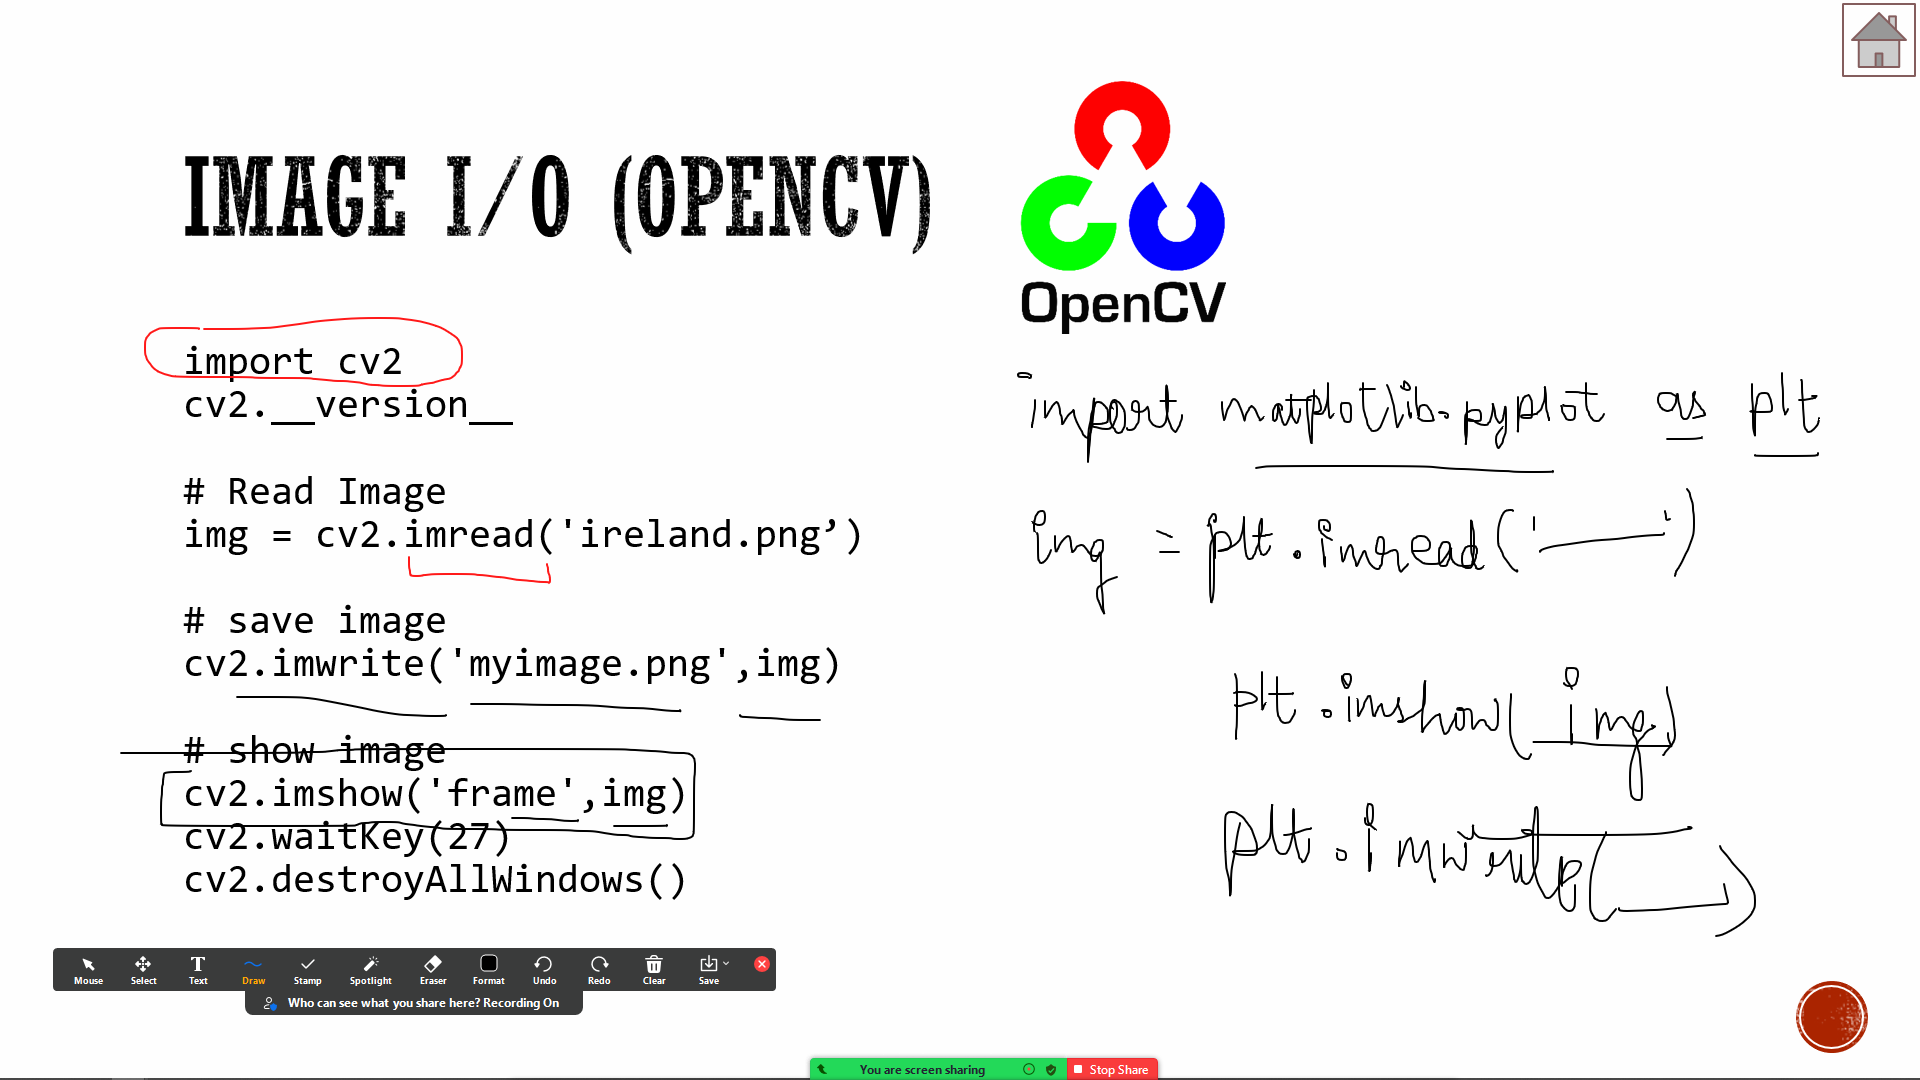 IMAGE I/O (OPENCV)
OpenCV
import cv2
cv2.__version__
# Read Image
img = cv2.imread('ireland.png’)
# save image
cv2.imwrite('myimage.png',img)
# show image
cv2.imshow('frame',img)
cv2.waitKey(27)
cv2.destroyAllWindows()
import matplotlib.pyplot as plt
img = plt.imread('——')
plt.imshow(img)
plt.imwrite(__)
Mouse Select Text Draw Stamp Spotlight Eraser Format Undo Redo Clear Save
Who can see what you share here? Recording On
You are screen sharing Stop Share